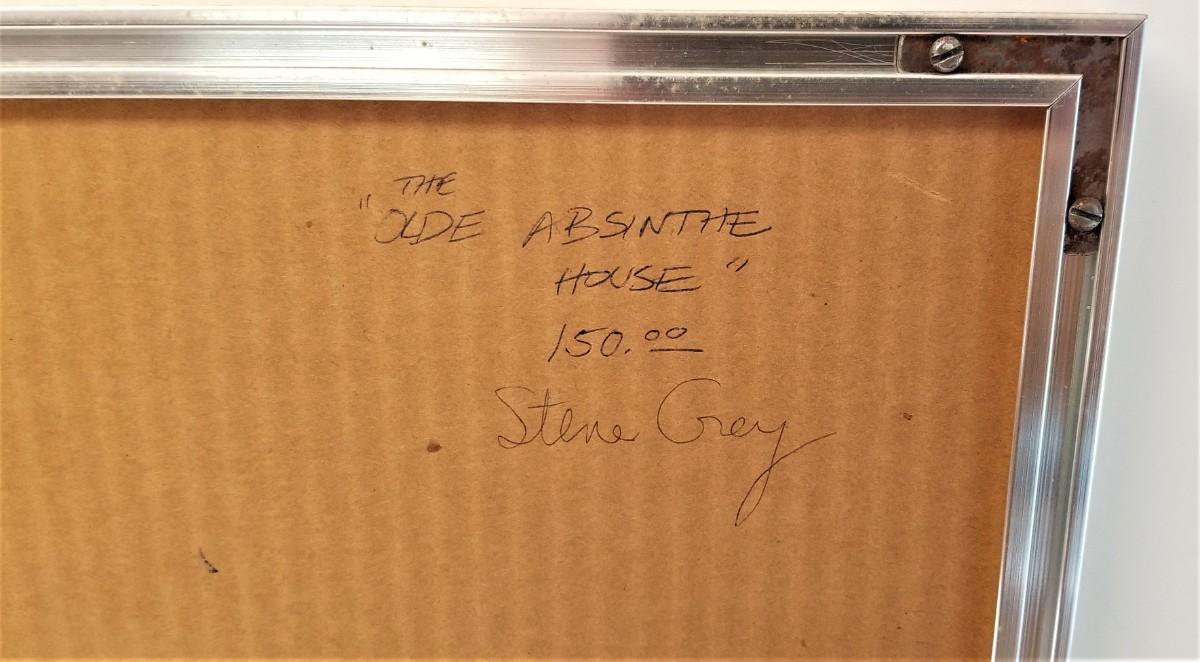 THE
"OLDE ABSINTHE
HOUSE"
150.00
Steve Grey